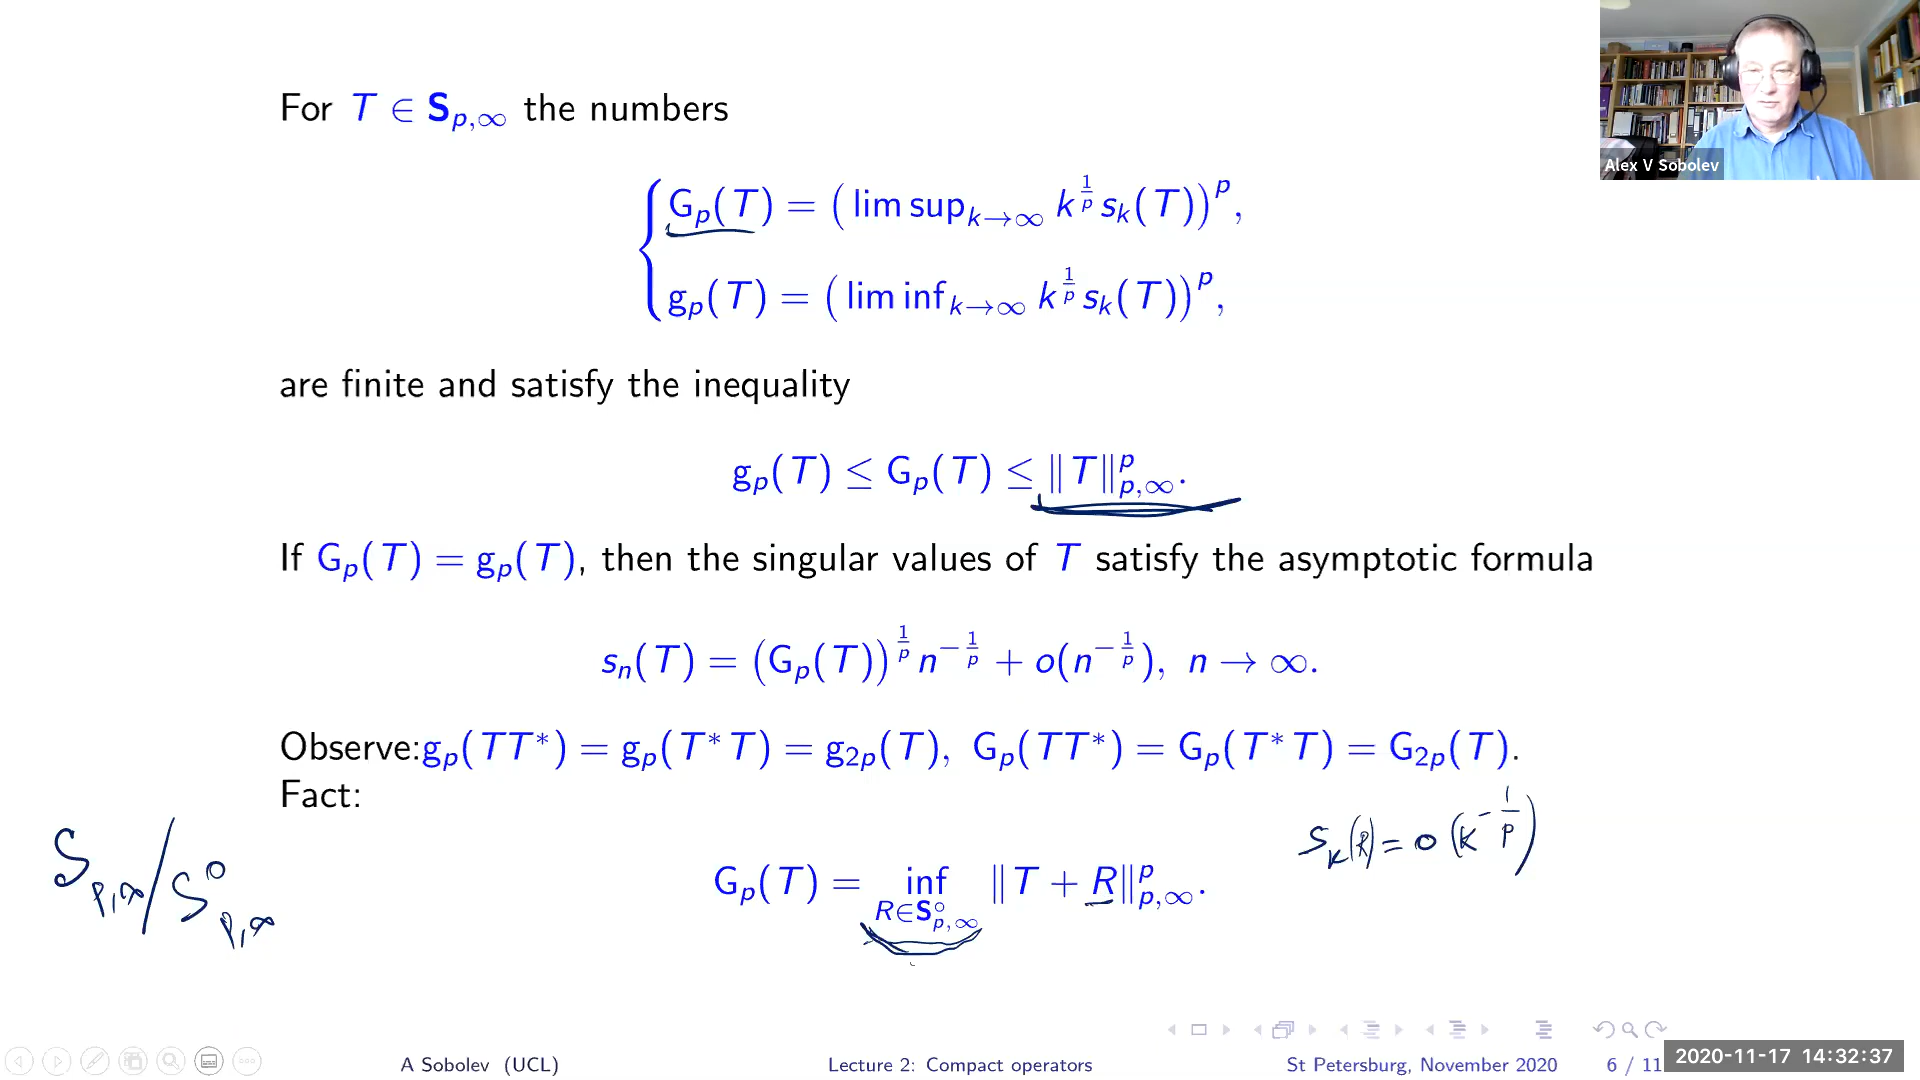 Alex V Sobolev
For T ∈ S_{p,∞} the numbers
G_p(T) = ( lim sup_{k→∞} k^{1/p} s_k(T) )^p,
g_p(T) = ( lim inf_{k→∞} k^{1/p} s_k(T) )^p,
are finite and satisfy the inequality
g_p(T) ≤ G_p(T) ≤ ‖T‖^p_{p,∞}.
If G_p(T) = g_p(T), then the singular values of T satisfy the asymptotic formula
s_n(T) = (G_p(T))^{1/p} n^{-1/p} + o(n^{-1/p}), n → ∞.
Observe:g_p(TT*) = g_p(T*T) = g_{2p}(T), G_p(TT*) = G_p(T*T) = G_{2p}(T).
Fact:
S_k(R) = o(k^{-1/p})
S_{p,∞}/S^o_{p,∞}
G_p(T) = inf_{R∈S°_{p,∞}} ‖T + R‖^p_{p,∞}.
A Sobolev (UCL) Lecture 2: Compact operators St Petersburg, November 2020 6 / 11
2020-11-17 14:32:37